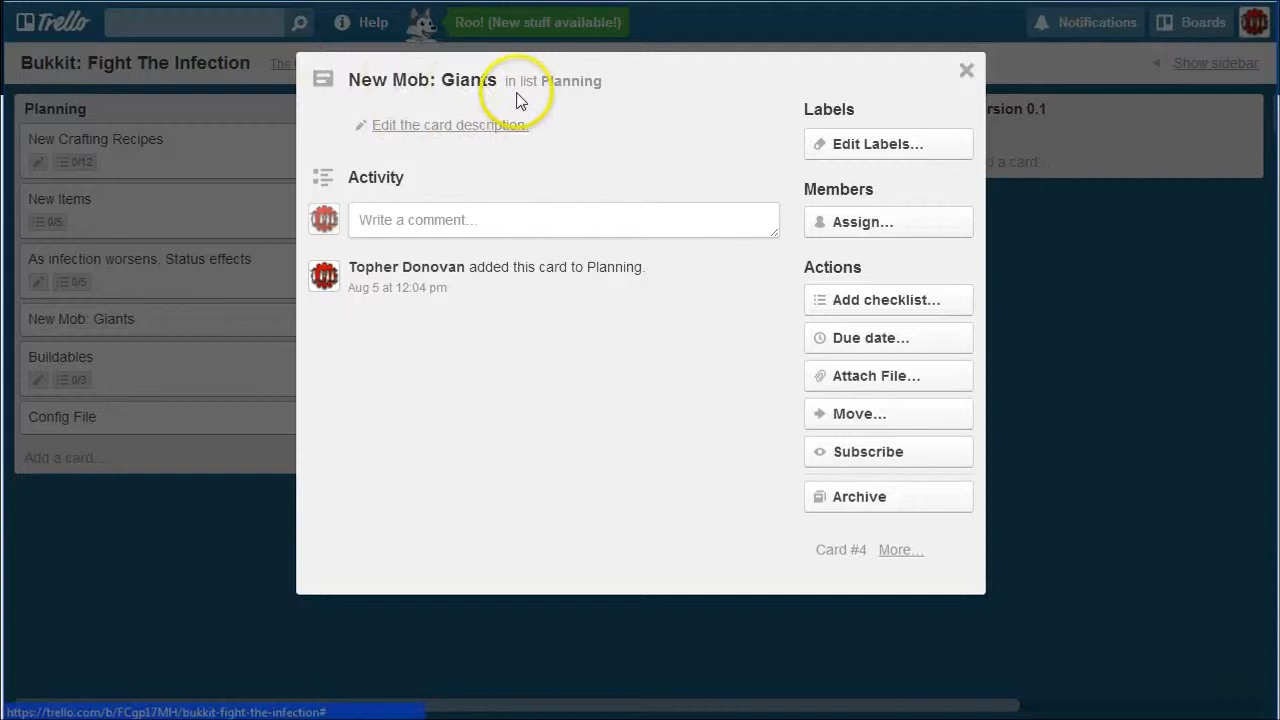 Trello
Help
Roo! (New stuff available!)
Notifications
Boards
Bukkit: Fight The Infection
Show sidebar
New Mob: Giants in list Planning
Edit the card description.
Activity
Write a comment…
Topher Donovan added this card to Planning.
Aug 5 at 12:04 pm
Labels
Edit Labels…
Members
Assign…
Actions
Add checklist…
Due date…
Attach File…
Move…
Subscribe
Archive
Card #4 More…
Planning
New Crafting Recipes
0/12
New Items
0/5
As infection worsens, Status effects
0/5
New Mob: Giants
Buildables
0/3
Config File
Add a card…
ersion 0.1
d a card…
https://trello.com/b/FCgp17MH/bukkit-fight-the-infection#